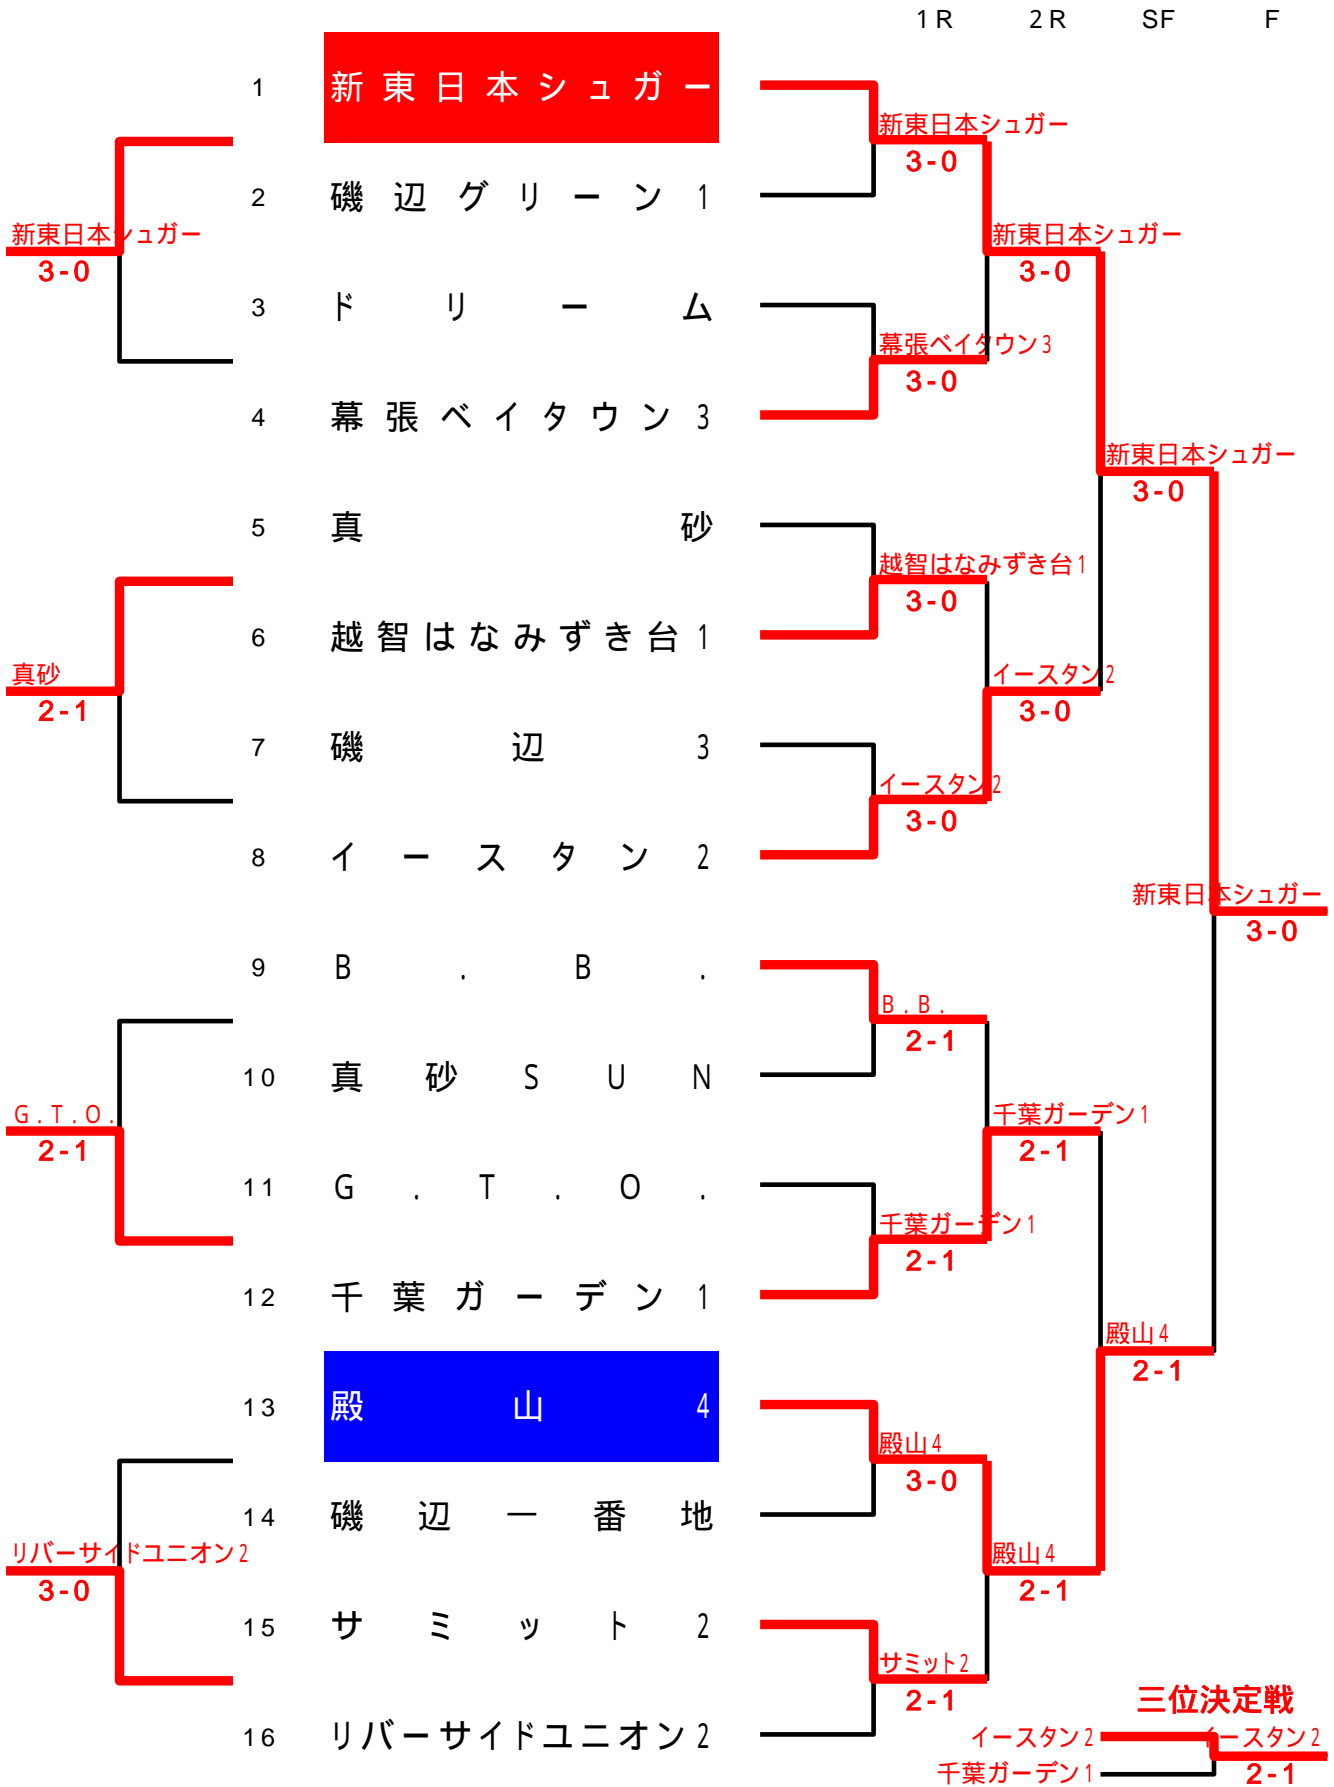 1R 2R SF F
1 新東日本シュガー
新東日本シュガー
3-0
2 磯辺グリーン1
新東日本シュガー
3-0
新東日本シュガー
3-0
3 ドリーム
幕張ベイタウン3
3-0
4 幕張ベイタウン3
新東日本シュガー
3-0
5 真砂
越智はなみずき台1
3-0
6 越智はなみずき台1
真砂
2-1
イースタン2
3-0
7 磯辺3
イースタン2
3-0
8 イースタン2
新東日本シュガー
3-0
9 B.B.
B.B.
2-1
10 真砂SUN
G.T.O.
2-1
千葉ガーデン1
2-1
11 G.T.O.
千葉ガーデン1
2-1
12 千葉ガーデン1
殿山4
2-1
13 殿山4
殿山4
3-0
14 磯辺一番地
リバーサイドユニオン2
3-0
殿山4
2-1
15 サミット2
サミット2
2-1
16 リバーサイドユニオン2
三位決定戦
イースタン2
イースタン2
千葉ガーデン1
2-1